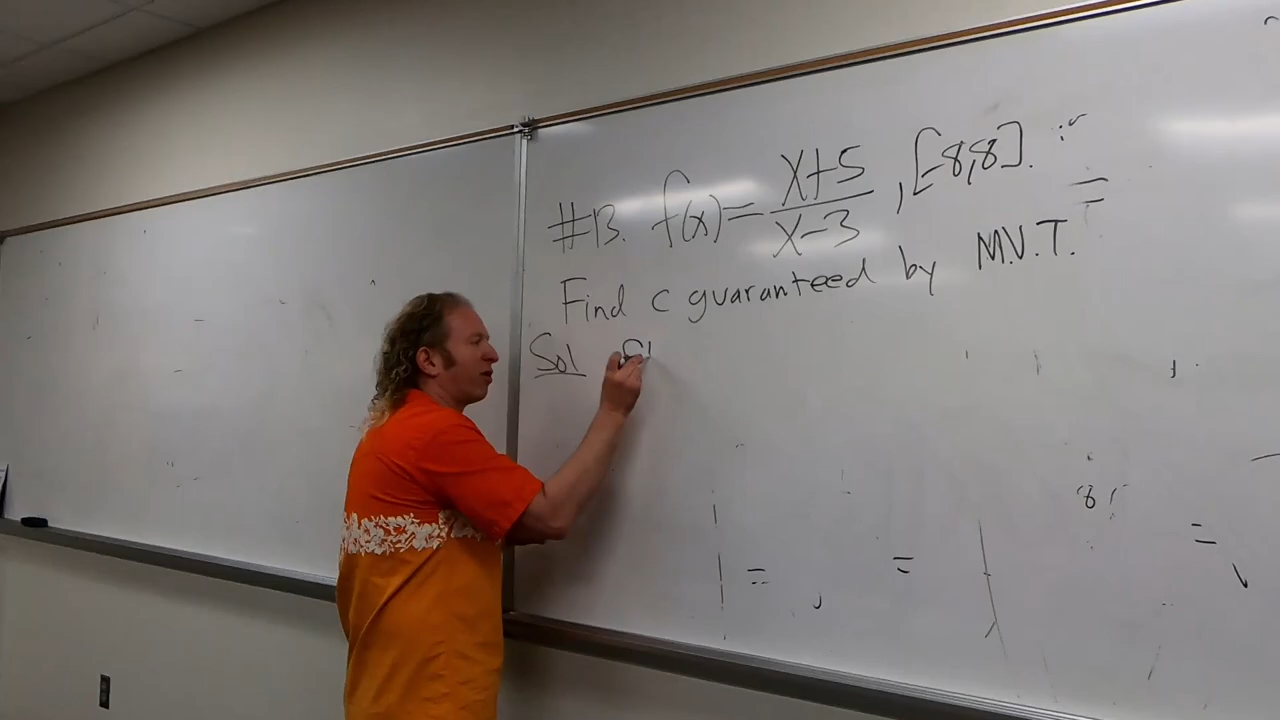 #13. f(x)= x+5 / x-3 , [-8,8].
Find c guaranteed by M.V.T.
Sol